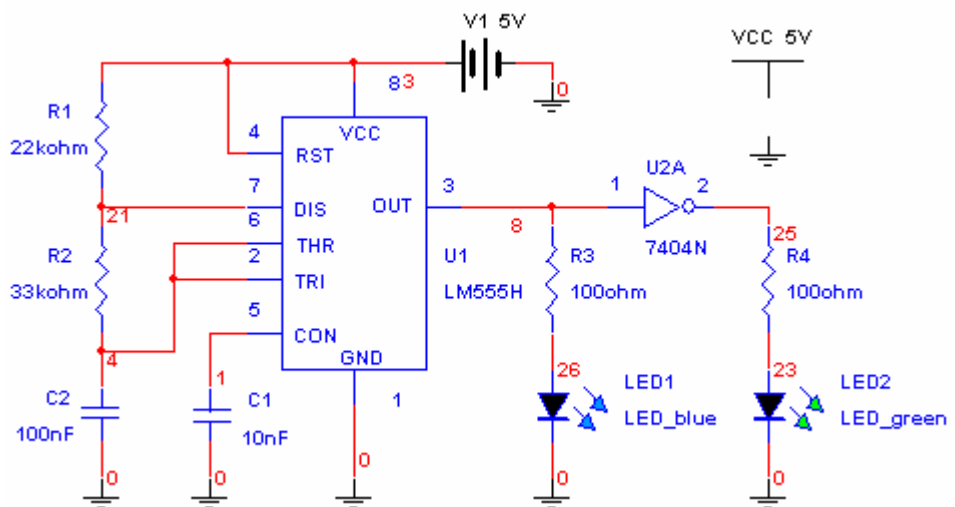 V1 5V
VCC 5V
8 3
0
R1
22kohm
4
VCC
RST
U2A
7
3
1
2
21
DIS
OUT
8
6
THR
7404N
25
R2
33kohm
2
TRI
U1
LM555H
R3
100ohm
R4
100ohm
5
CON
4
GND
1
26
23
C2
100nF
C1
10nF
1
LED1
LED_blue
LED2
LED_green
0
0
0
0
0